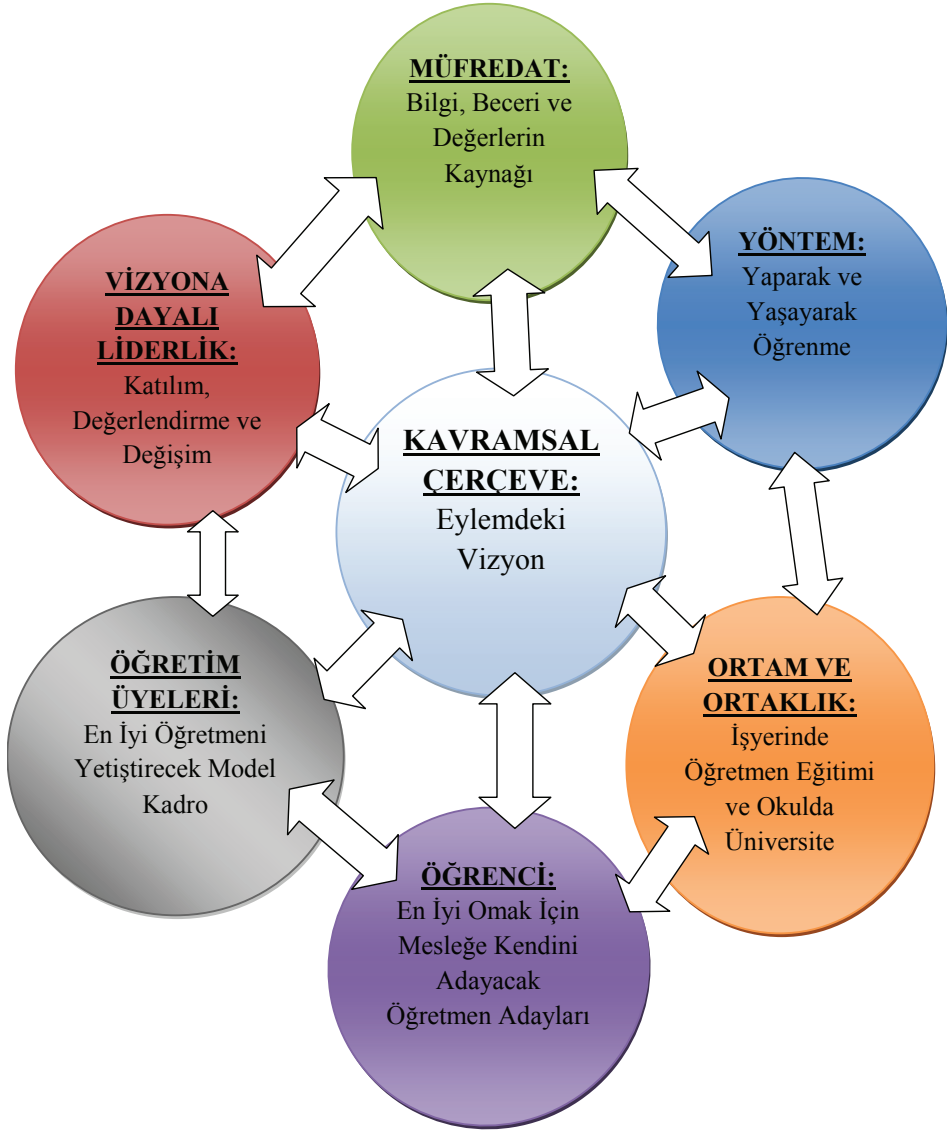 MÜFREDAT:
Bilgi, Beceri ve
Değerlerin
Kaynağı
YÖNTEM:
Yaparak ve
Yaşayarak
Öğrenme
VİZYONA
DAYALI
LİDERLİK:
Katılım,
Değerlendirme ve
Değişim
KAVRAMSAL
ÇERÇEVE:
Eylemdeki
Vizyon
ÖĞRETİM
ÜYELERİ:
En İyi Öğretmeni
Yetiştirecek Model
Kadro
ORTAM VE
ORTAKLIK:
İşyerinde
Öğretmen Eğitimi
ve Okulda
Üniversite
ÖĞRENCİ:
En İyi Omak İçin
Mesleğe Kendini
Adayacak
Öğretmen Adayları